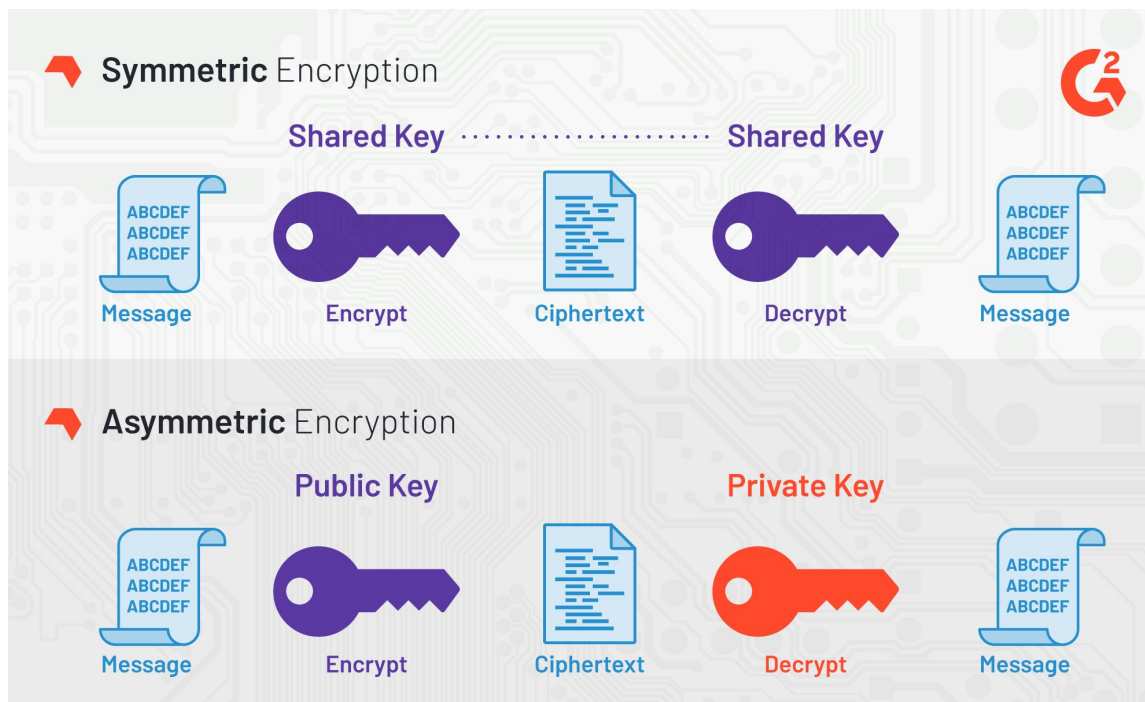 Symmetric Encryption
G2
Shared Key Shared Key
ABCDEF
ABCDEF
ABCDEF
ABCDEF
ABCDEF
ABCDEF
Message Encrypt Ciphertext Decrypt Message
Asymmetric Encryption
Public Key Private Key
ABCDEF
ABCDEF
ABCDEF
ABCDEF
ABCDEF
ABCDEF
Message Encrypt Ciphertext Decrypt Message